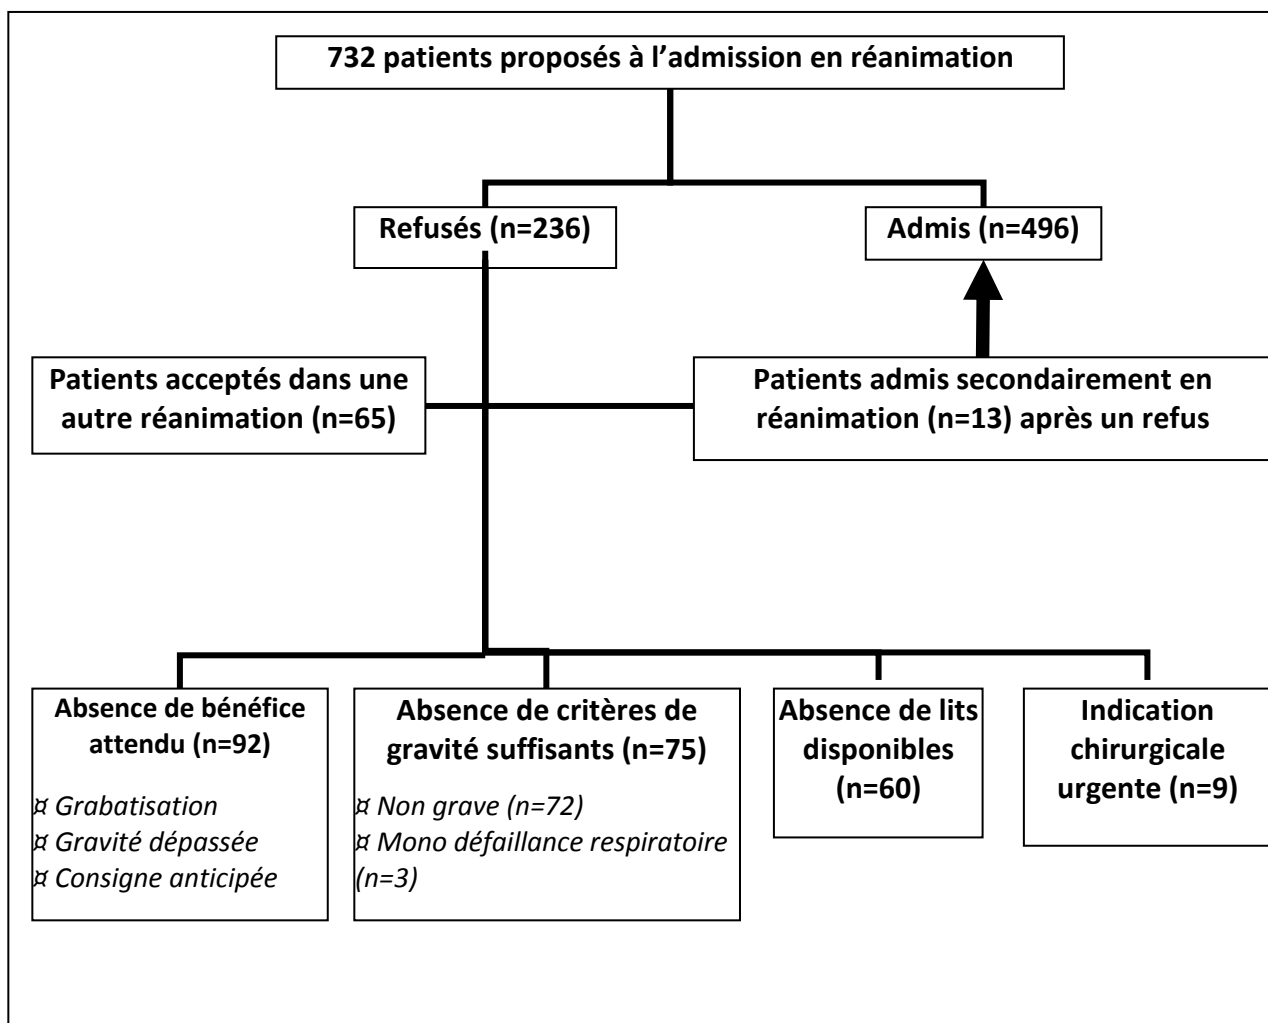 732 patients proposés à l’admission en réanimation
Refusés (n=236)
Admis (n=496)
Patients acceptés dans une
autre réanimation (n=65)
Patients admis secondairement en
réanimation (n=13) après un refus
Absence de bénéfice
attendu (n=92)
¤ Grabatisation
¤ Gravité dépassée
¤ Consigne anticipée
Absence de critères de
gravité suffisants (n=75)
¤ Non grave (n=72)
¤ Mono défaillance respiratoire
(n=3)
Absence de lits
disponibles
(n=60)
Indication
chirurgicale
urgente (n=9)